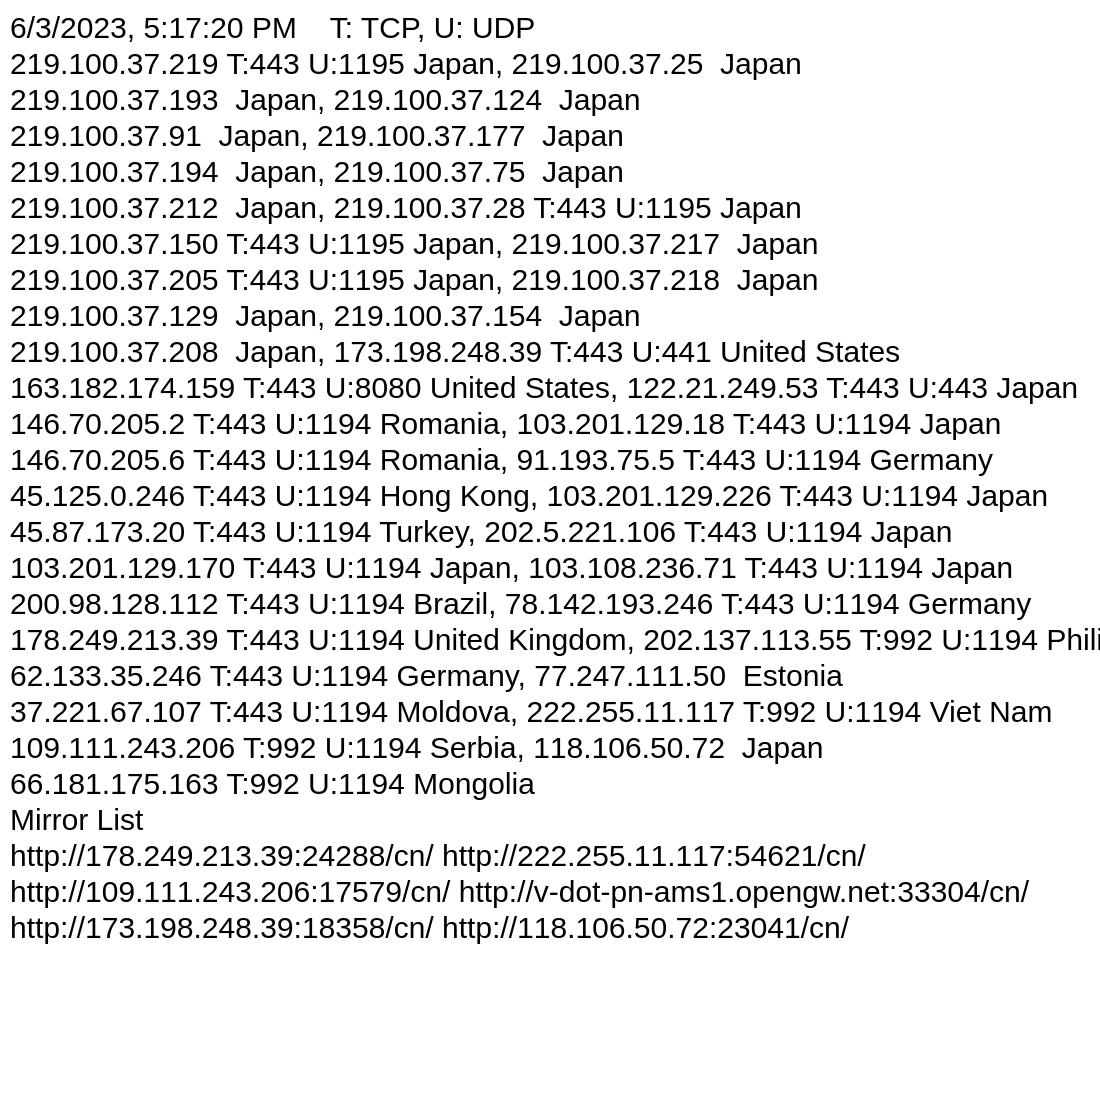 6/3/2023, 5:17:20 PM    T: TCP, U: UDP
219.100.37.219 T:443 U:1195 Japan, 219.100.37.25  Japan
219.100.37.193  Japan, 219.100.37.124  Japan
219.100.37.91  Japan, 219.100.37.177  Japan
219.100.37.194  Japan, 219.100.37.75  Japan
219.100.37.212  Japan, 219.100.37.28 T:443 U:1195 Japan
219.100.37.150 T:443 U:1195 Japan, 219.100.37.217  Japan
219.100.37.205 T:443 U:1195 Japan, 219.100.37.218  Japan
219.100.37.129  Japan, 219.100.37.154  Japan
219.100.37.208  Japan, 173.198.248.39 T:443 U:441 United States
163.182.174.159 T:443 U:8080 United States, 122.21.249.53 T:443 U:443 Japan
146.70.205.2 T:443 U:1194 Romania, 103.201.129.18 T:443 U:1194 Japan
146.70.205.6 T:443 U:1194 Romania, 91.193.75.5 T:443 U:1194 Germany
45.125.0.246 T:443 U:1194 Hong Kong, 103.201.129.226 T:443 U:1194 Japan
45.87.173.20 T:443 U:1194 Turkey, 202.5.221.106 T:443 U:1194 Japan
103.201.129.170 T:443 U:1194 Japan, 103.108.236.71 T:443 U:1194 Japan
200.98.128.112 T:443 U:1194 Brazil, 78.142.193.246 T:443 U:1194 Germany
178.249.213.39 T:443 U:1194 United Kingdom, 202.137.113.55 T:992 U:1194 Phili
62.133.35.246 T:443 U:1194 Germany, 77.247.111.50  Estonia
37.221.67.107 T:443 U:1194 Moldova, 222.255.11.117 T:992 U:1194 Viet Nam
109.111.243.206 T:992 U:1194 Serbia, 118.106.50.72  Japan
66.181.175.163 T:992 U:1194 Mongolia
Mirror List
http://178.249.213.39:24288/cn/ http://222.255.11.117:54621/cn/
http://109.111.243.206:17579/cn/ http://v-dot-pn-ams1.opengw.net:33304/cn/
http://173.198.248.39:18358/cn/ http://118.106.50.72:23041/cn/